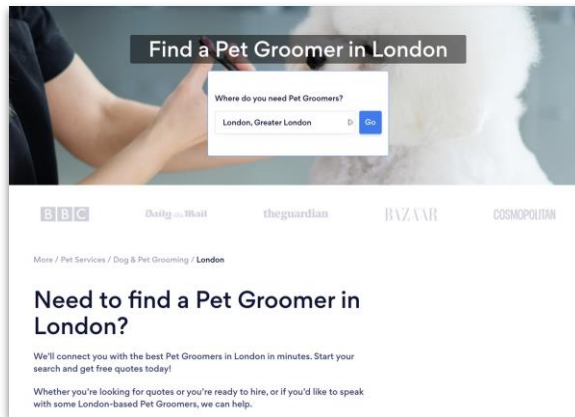 Find a Pet Groomer in London
Where do you need Pet Groomers?
London, Greater London
Go
BBC
Daily Mail
theguardian
BAZAAR
COSMOPOLITAN
More / Pet Services / Dog & Pet Grooming / London
Need to find a Pet Groomer in
London?
We'll connect you with the best Pet Groomers in London in minutes. Start your
search and get free quotes today!
Whether you're looking for quotes or you're ready to hire, or if you'd like to speak
with some London-based Pet Groomers, we can help.